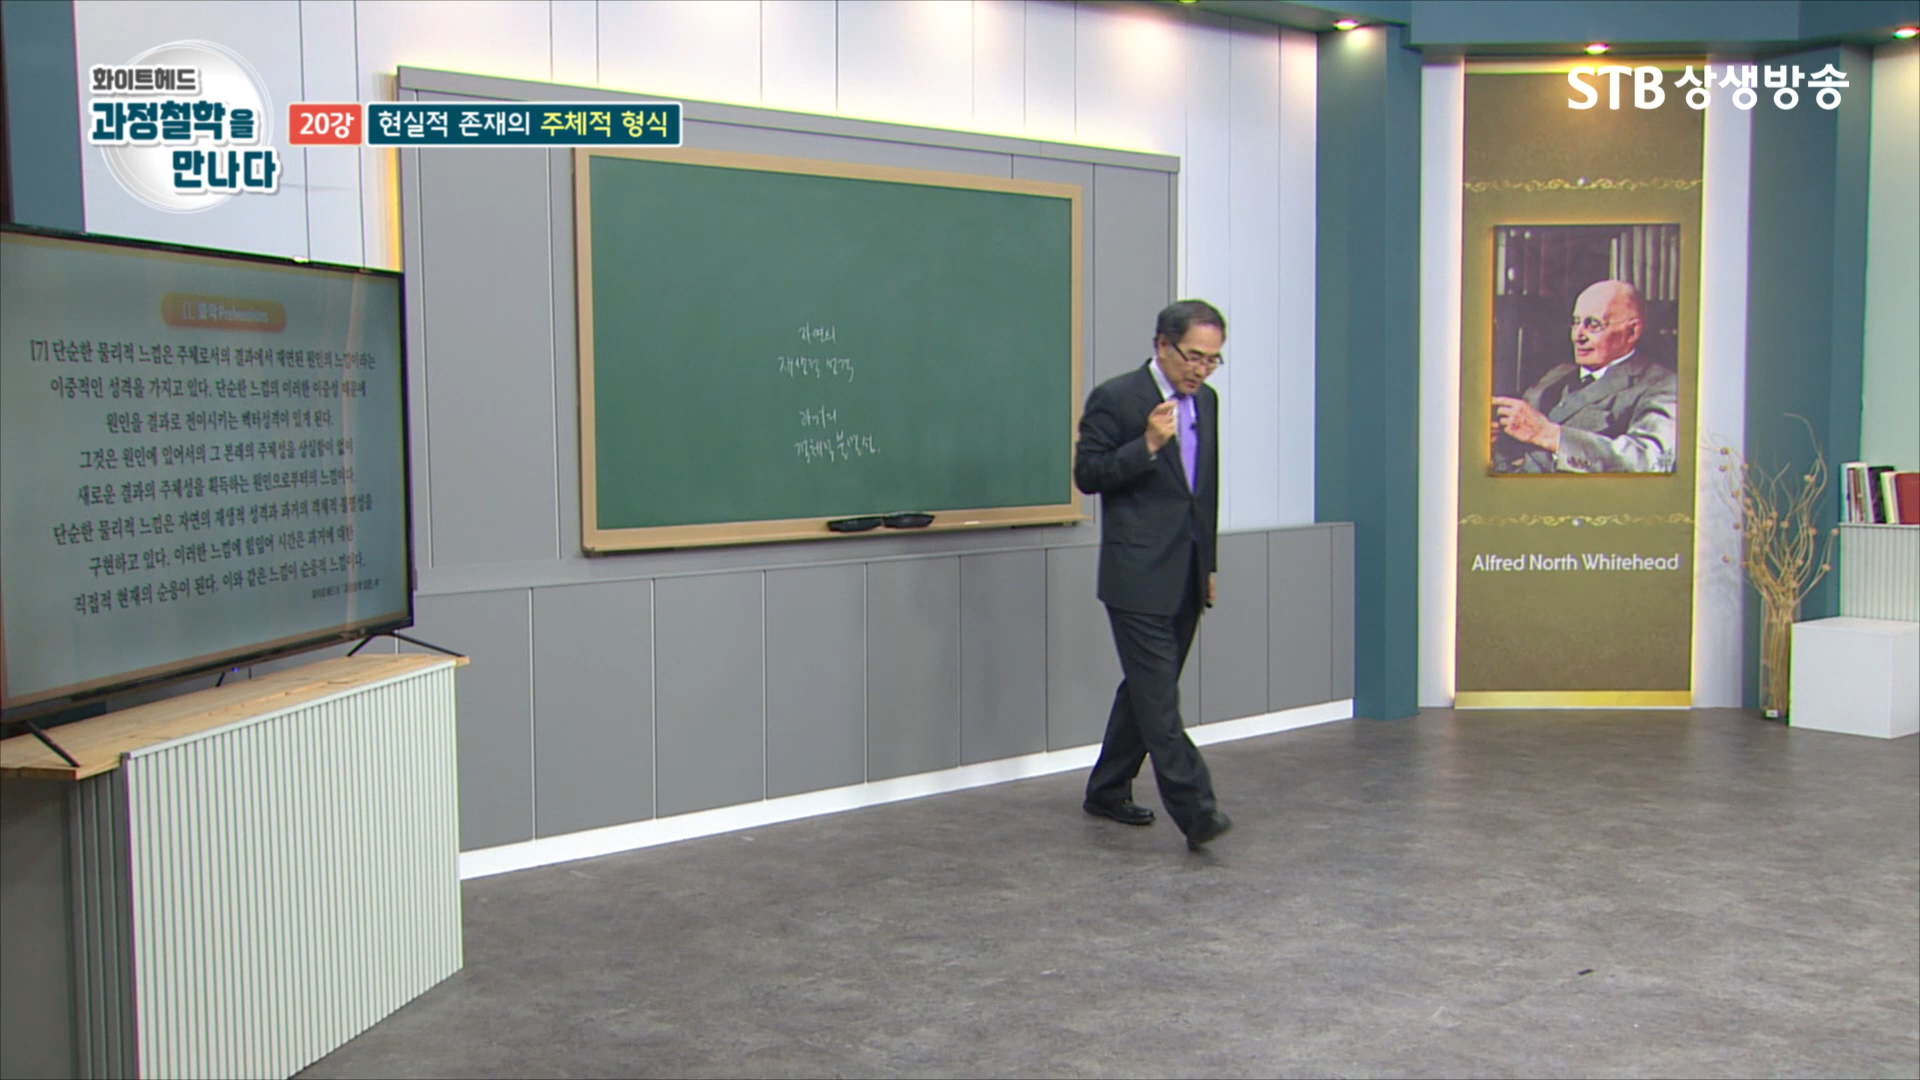 화이트헤드
과정철학을
만나다
20강 현실적 존재의 주체적 형식
STB 상생방송
11. 파악 Prehensions
[7] 단순한 물리적 느낌은 주체로서의 결과에서 재연된 원인의 느낌이라는
이중적인 성격을 가지고 있다. 단순한 느낌의 이러한 이중성 때문에
원인을 결과로 전이시키는 벡터성격이 있게 된다.
그것은 원인에 있어서의 그 본래의 주체성을 상실함이 없이
새로운 결과의 주체성을 획득하는 원인으로부터의 느낌이다.
단순한 물리적 느낌은 자연의 재생적 성격과 과거의 객체적 불멸성을
구현하고 있다. 이러한 느낌에 힘입어 시간은 과거에 대한
직접적 현재의 순응이 된다. 이와 같은 느낌이 순응적 느낌이다.
자연의
재생적 성격
과거의
객체적 불멸성.
Alfred North Whitehead